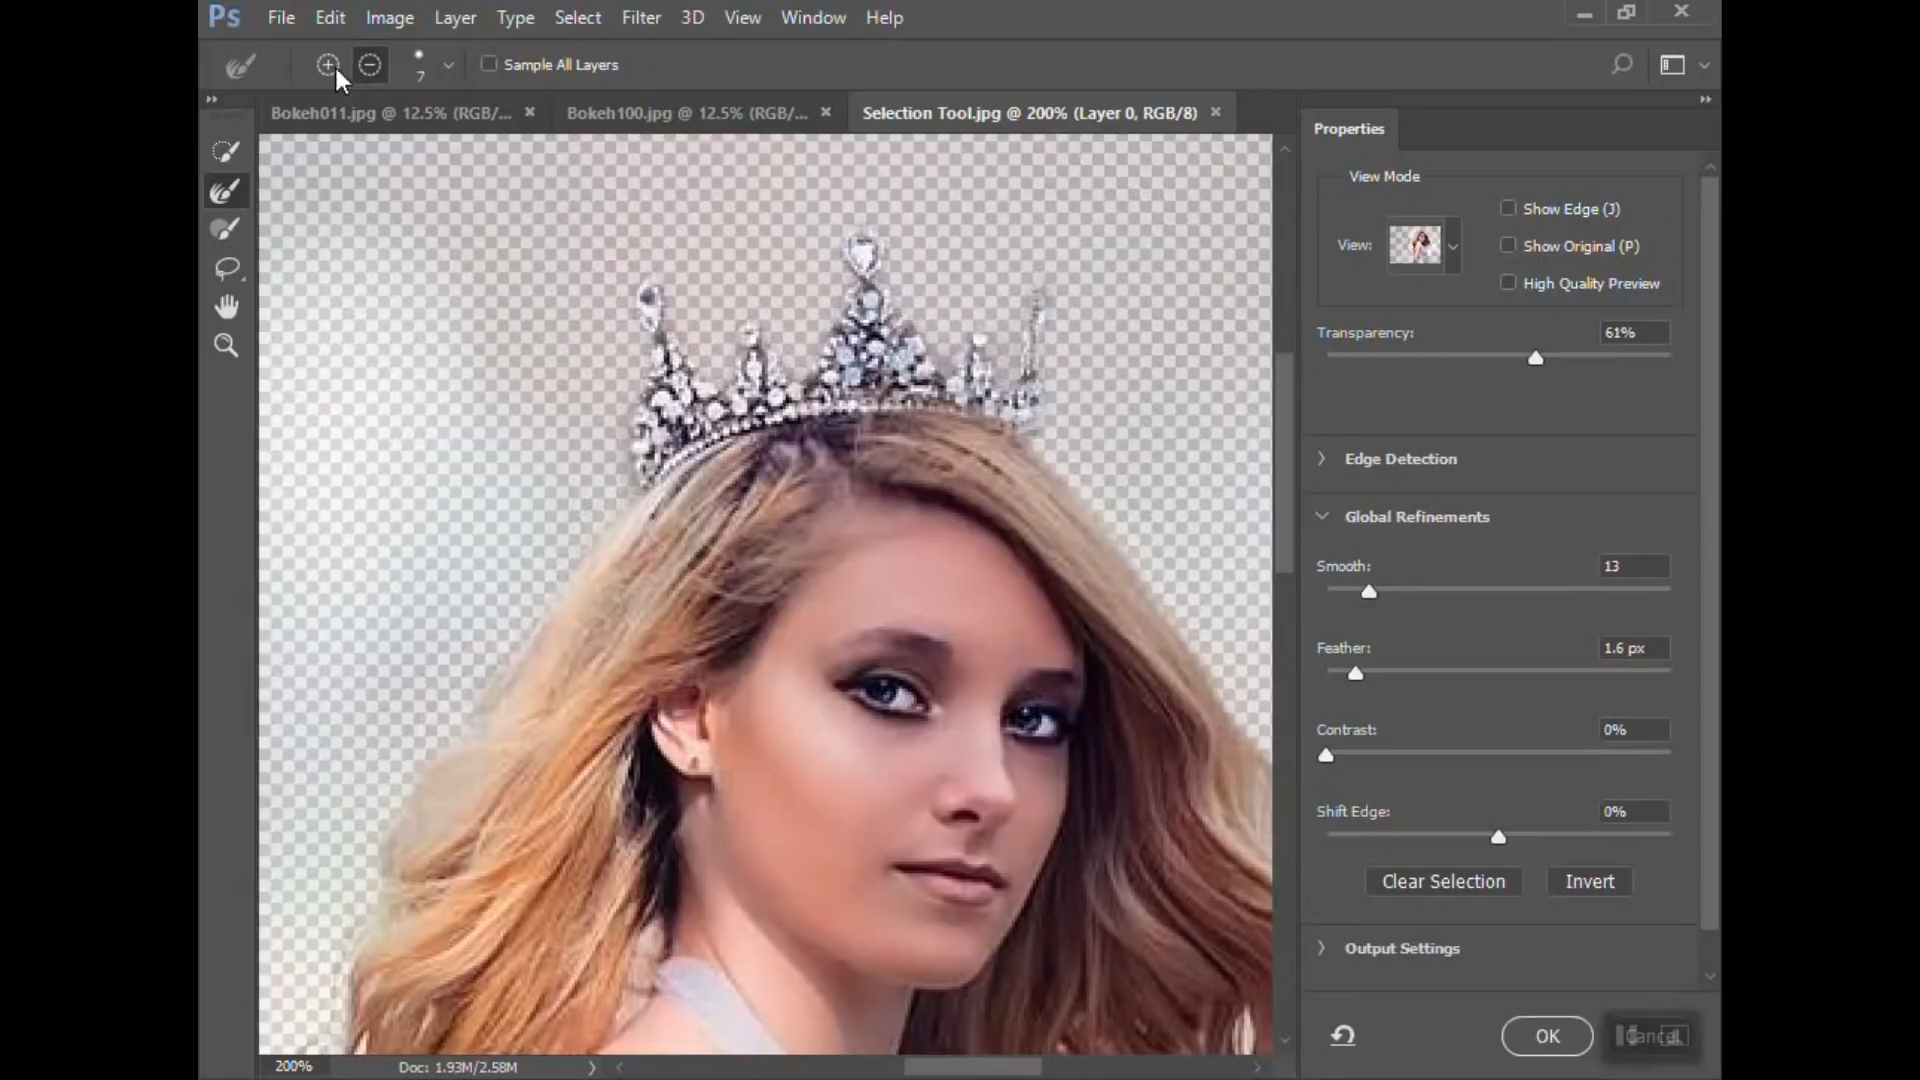 Ps File Edit Image Layer Type Select Filter 3D View Window Help
7 Sample All Layers
Bokeh011.jpg @ 12.5% (RGB/... × Bokeh100.jpg @ 12.5% (RGB/... × Selection Tool.jpg @ 200% (Layer 0, RGB/8) ×
Properties
View Mode
Show Edge (J)
View:
Show Original (P)
High Quality Preview
Transparency: 61%
Edge Detection
Global Refinements
Smooth: 13
Feather: 1.6 px
Contrast: 0%
Shift Edge: 0%
Clear Selection Invert
Output Settings
OK Cancel
200% Doc: 1.93M/2.58M